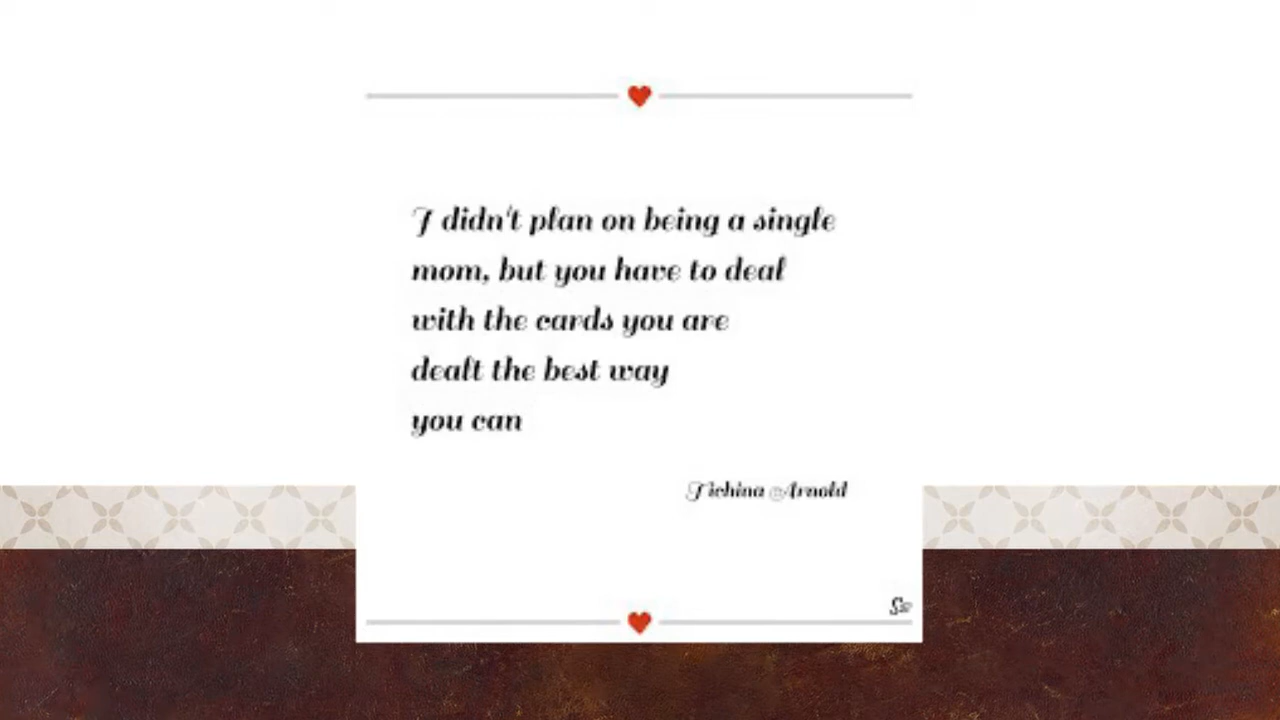 I didn't plan on being a single
mom, but you have to deal
with the cards you are
dealt the best way
you can
Tichina Arnold